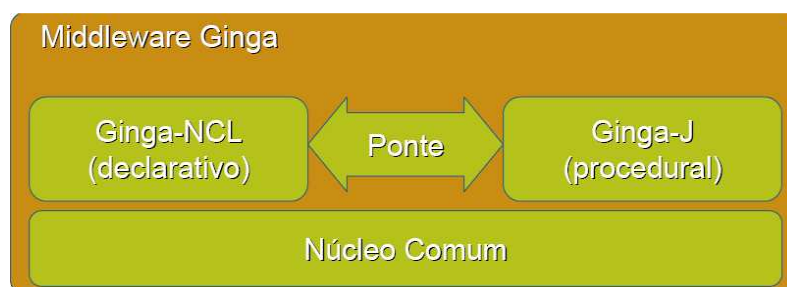 Middleware Ginga
Ginga-NCL
(declarativo)
Ponte
Ginga-J
(procedural)
Núcleo Comum